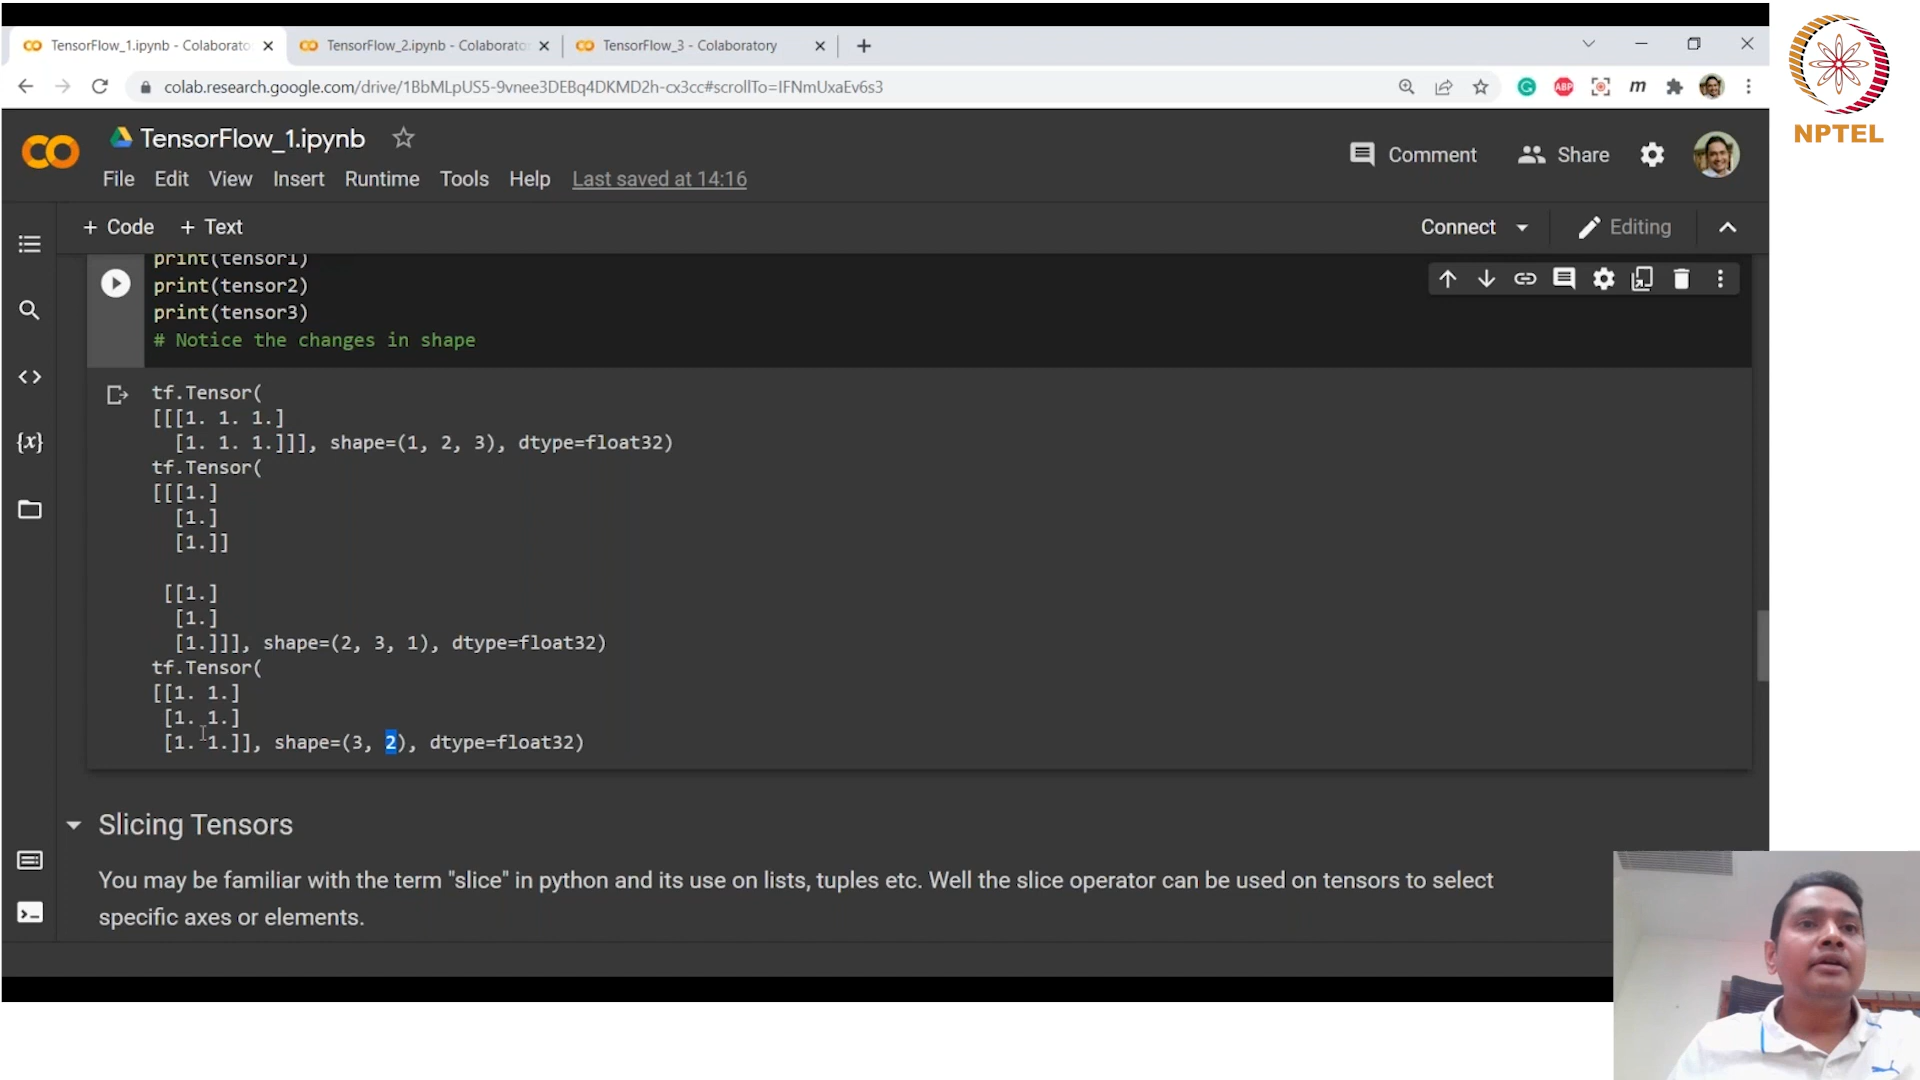 TensorFlow_1.ipynb - Colaborato
TensorFlow_2.ipynb - Colaborato
TensorFlow_3 - Colaboratory
colab.research.google.com/drive/1BbMLpUS5-9vnee3DEBq4DKMD2h-cx3cc#scrollTo=IFNmUxaEv6s3
ABP
m
NPTEL
TensorFlow_1.ipynb
Comment
Share
File Edit View Insert Runtime Tools Help Last saved at 14:16
+ Code + Text
Connect
Editing
print(tensor1)
print(tensor2)
print(tensor3)
# Notice the changes in shape
tf.Tensor(
[[[1. 1. 1.]
[1. 1. 1.]]], shape=(1, 2, 3), dtype=float32)
tf.Tensor(
[[[1.]
[1.]
[1.]]
[[1.]
[1.]
[1.]]], shape=(2, 3, 1), dtype=float32)
tf.Tensor(
[[1. 1.]
[1. 1.]
[1. 1.]], shape=(3, 2), dtype=float32)
Slicing Tensors
You may be familiar with the term "slice" in python and its use on lists, tuples etc. Well the slice operator can be used on tensors to select
specific axes or elements.